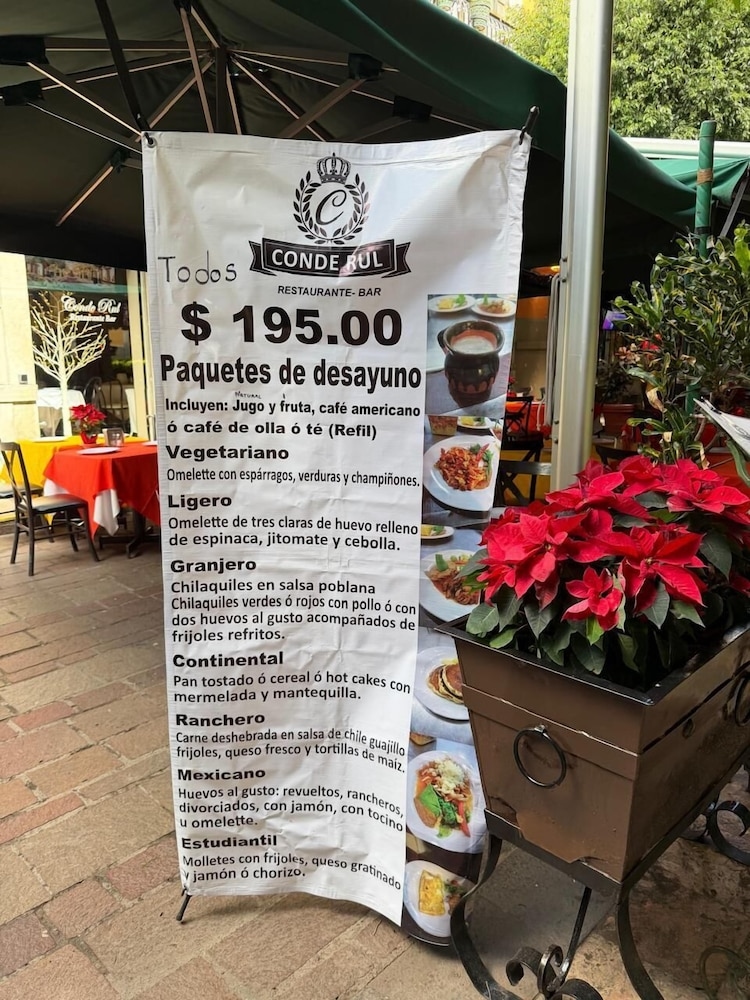 C
CONDE RUL
RESTAURANTE- BAR
Todos
$ 195.00
Paquetes de desayuno
NATURAL
Incluyen: Jugo y fruta, café americano
ó café de olla ó té (Refil)
Vegetariano
Omelette con espárragos, verduras y champiñones.
Ligero
Omelette de tres claras de huevo relleno
de espinaca, jitomate y cebolla.
Granjero
Chilaquiles en salsa poblana
Chilaquiles verdes ó rojos con pollo ó con
dos huevos al gusto acompañados de
frijoles refritos.
Continental
Pan tostado ó cereal ó hot cakes con
mermelada y mantequilla.
Ranchero
Carne deshebrada en salsa de chile guajillo
frijoles, queso fresco y tortillas de maíz.
Mexicano
Huevos al gusto: revueltos, rancheros,
divorciados, con jamón, con tocino
u omelette.
Estudiantil
Molletes con frijoles, queso gratinado
y jamón ó chorizo.
Conde Rul
Restaurante Bar